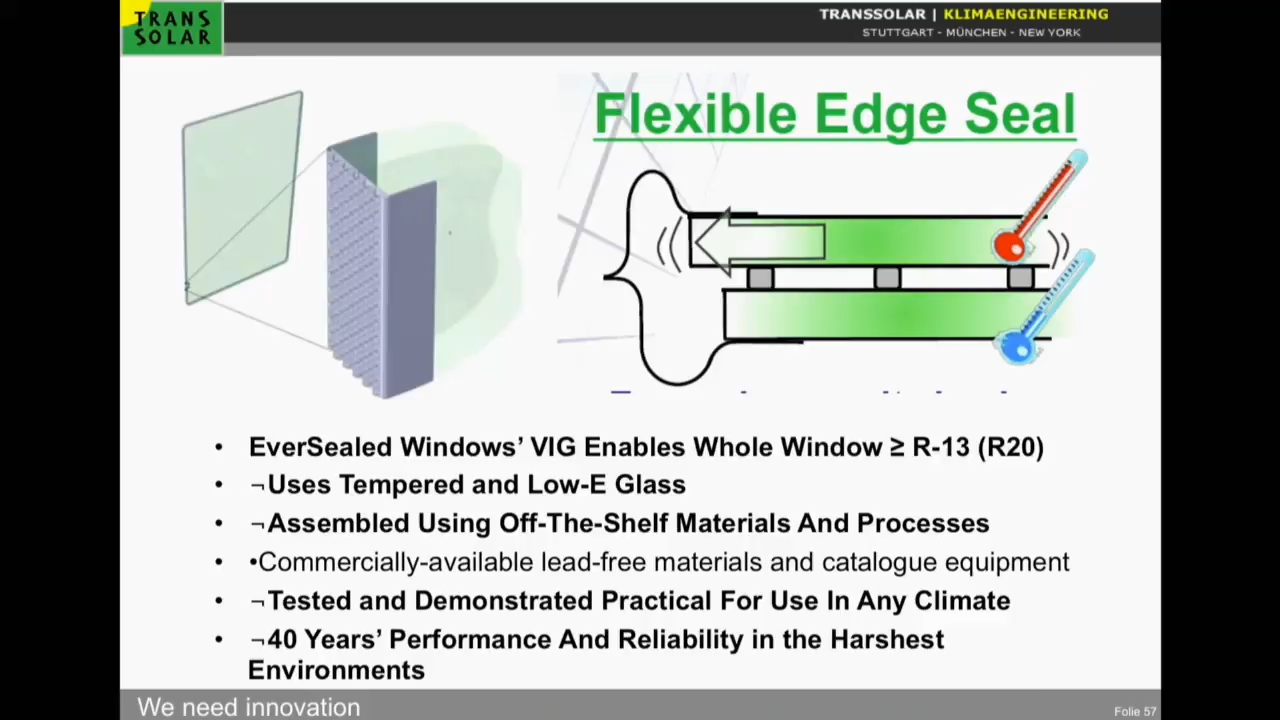 TRANS
SOLAR
TRANSSOLAR | KLIMAENGINEERING
STUTTGART - MÜNCHEN - NEW YORK
Flexible Edge Seal
• EverSealed Windows’ VIG Enables Whole Window ≥ R-13 (R20)
• ¬Uses Tempered and Low-E Glass
• ¬Assembled Using Off-The-Shelf Materials And Processes
• •Commercially-available lead-free materials and catalogue equipment
• ¬Tested and Demonstrated Practical For Use In Any Climate
• ¬40 Years’ Performance And Reliability in the Harshest
Environments
We need innovation
Folie 57